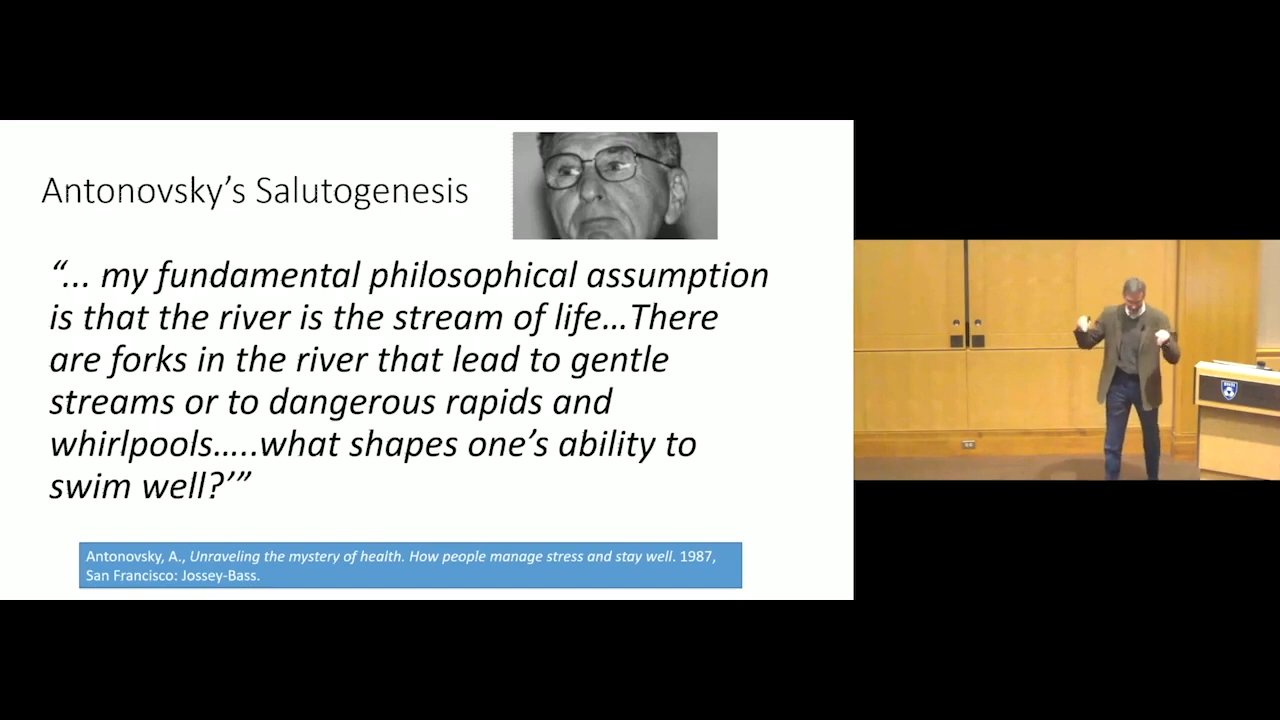 Antonovsky’s Salutogenesis
“... my fundamental philosophical assumption
is that the river is the stream of life…There
are forks in the river that lead to gentle
streams or to dangerous rapids and
whirlpools…..what shapes one’s ability to
swim well?’”
Antonovsky, A., Unraveling the mystery of health. How people manage stress and stay well. 1987,
San Francisco: Jossey-Bass.